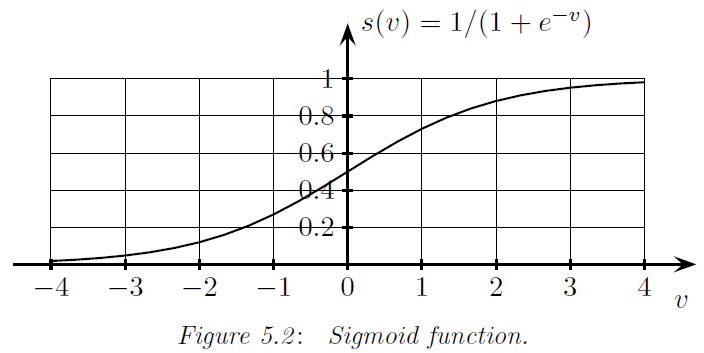 s(v) = 1/(1 + e^{−v})
1
0.8
0.6
0.4
0.2
−4 −3 −2 −1 0 1 2 3 4
v
Figure 5.2: Sigmoid function.